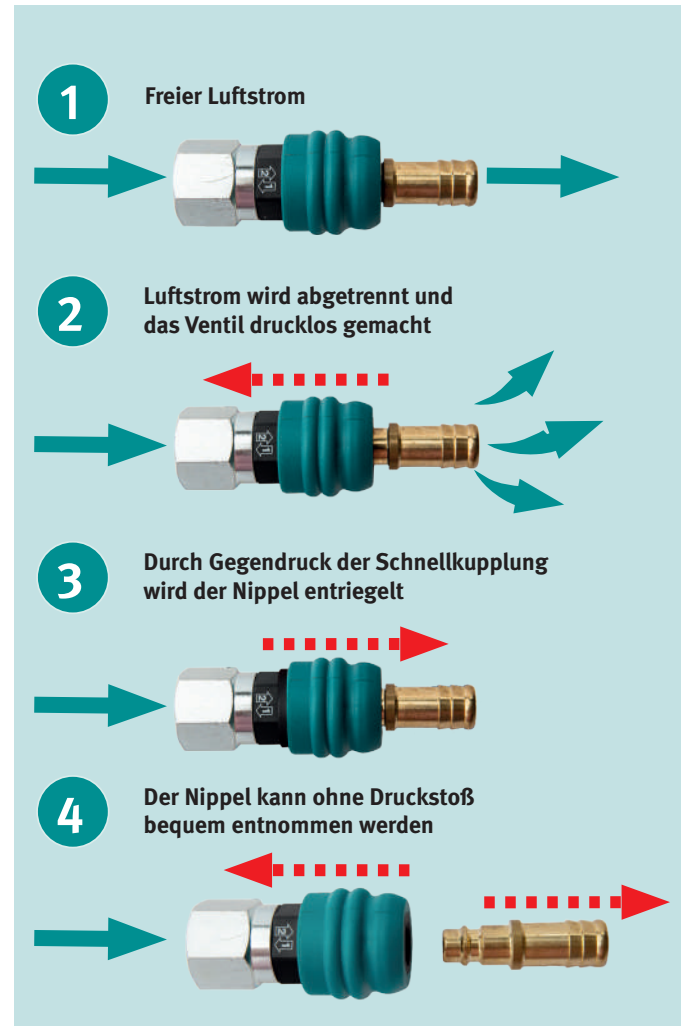 1
Freier Luftstrom
2
Luftstrom wird abgetrennt und
das Ventil drucklos gemacht
3
Durch Gegendruck der Schnellkupplung
wird der Nippel entriegelt
4
Der Nippel kann ohne Druckstoß
bequem entnommen werden